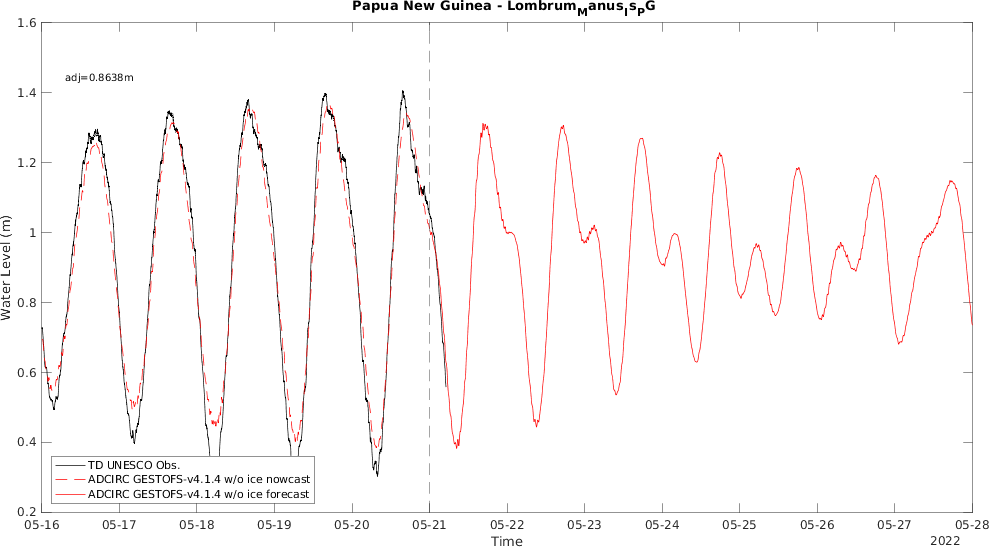 Papua New Guinea - LombrumManusIsPG
1.6
1.4
1.2
1
0.8
0.6
0.4
0.2
Water Level (m)
adj=0.8638m
TD UNESCO Obs.
ADCIRC GESTOFS-v4.1.4 w/o ice nowcast
ADCIRC GESTOFS-v4.1.4 w/o ice forecast
05-16 05-17 05-18 05-19 05-20 05-21 05-22 05-23 05-24 05-25 05-26 05-27 05-28
Time
2022